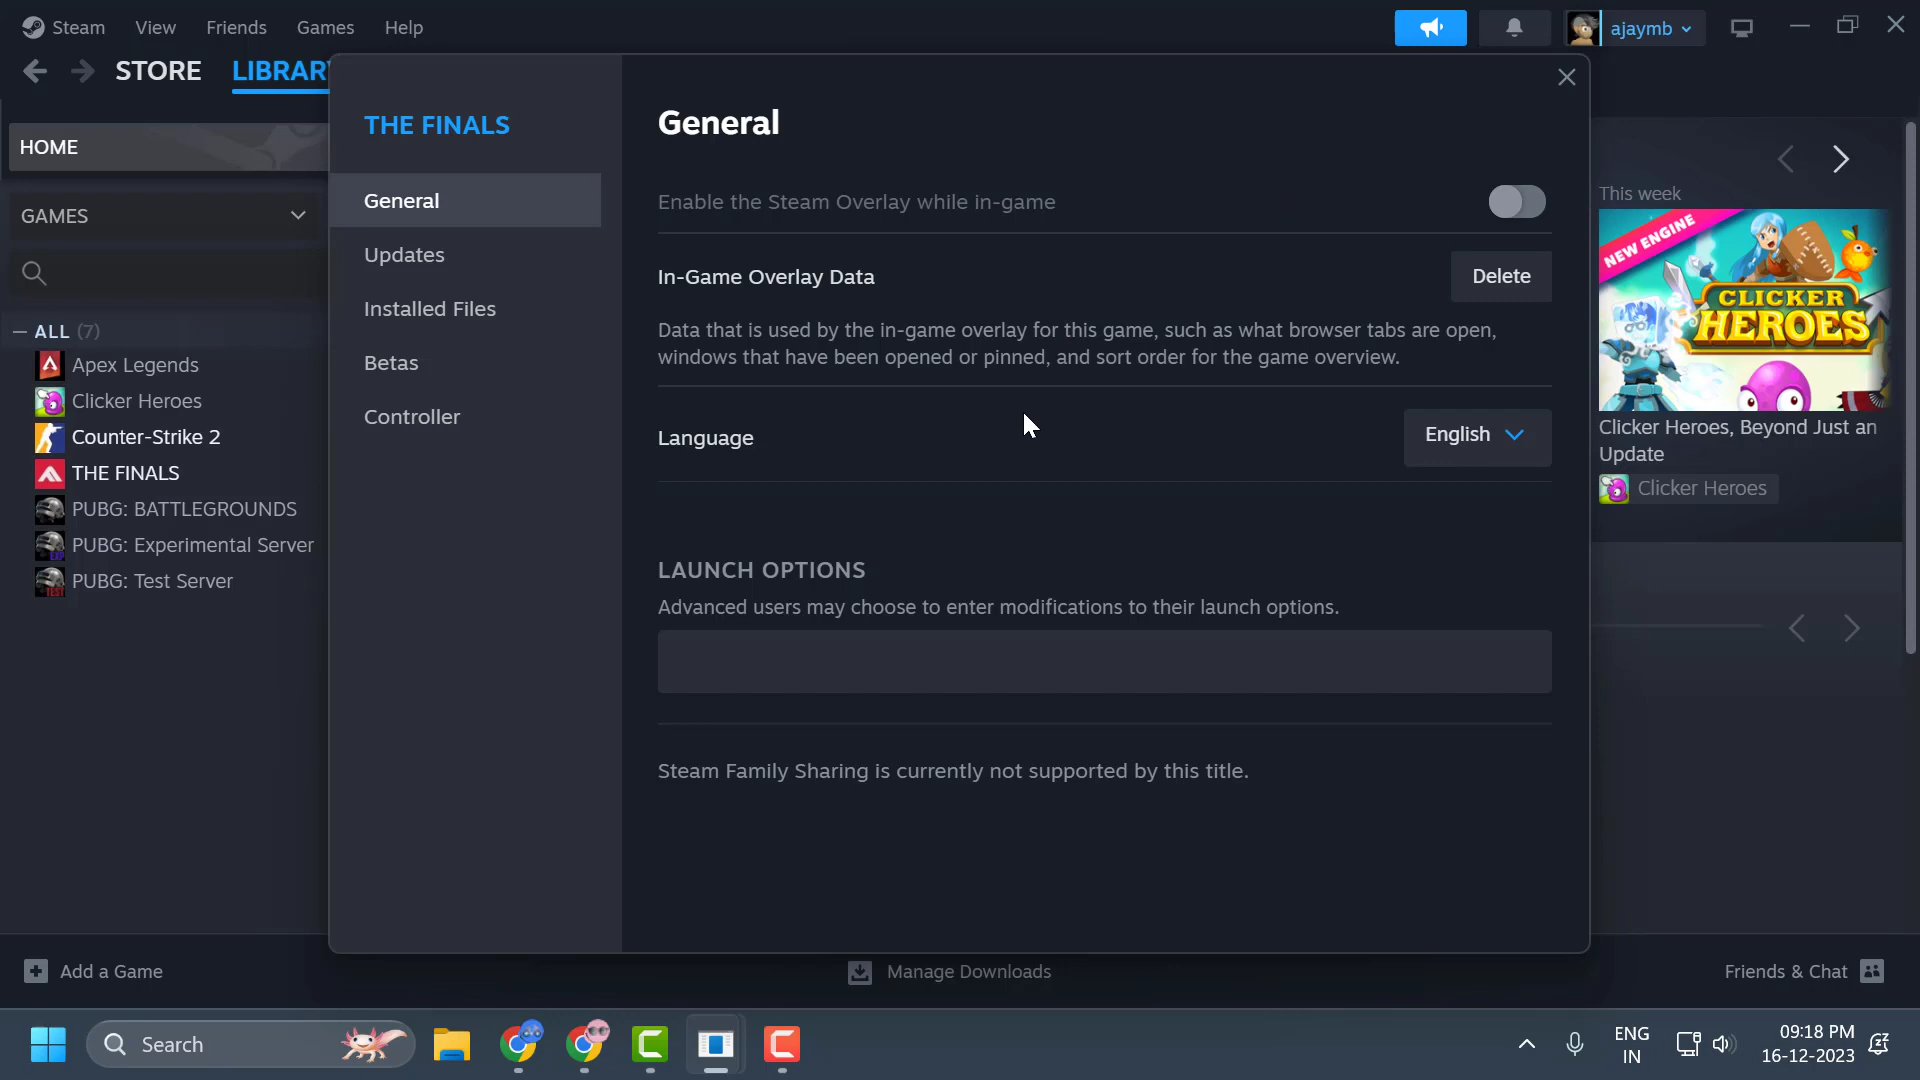 Steam View Friends Games Help
ajaymb
STORE LIBRARY
HOME
GAMES
ALL (7)
Apex Legends
Clicker Heroes
Counter-Strike 2
THE FINALS
PUBG: BATTLEGROUNDS
PUBG: Experimental Server
PUBG: Test Server
THE FINALS
General
Updates
Installed Files
Betas
Controller
General
Enable the Steam Overlay while in-game
In-Game Overlay Data
Delete
Data that is used by the in-game overlay for this game, such as what browser tabs are open,
windows that have been opened or pinned, and sort order for the game overview.
Language
English
LAUNCH OPTIONS
Advanced users may choose to enter modifications to their launch options.
Steam Family Sharing is currently not supported by this title.
This week
NEW ENGINE
CLICKER
HEROES
Clicker Heroes, Beyond Just an
Update
Clicker Heroes
Add a Game
Manage Downloads
Friends & Chat
Search
ENG
IN
09:18 PM
16-12-2023